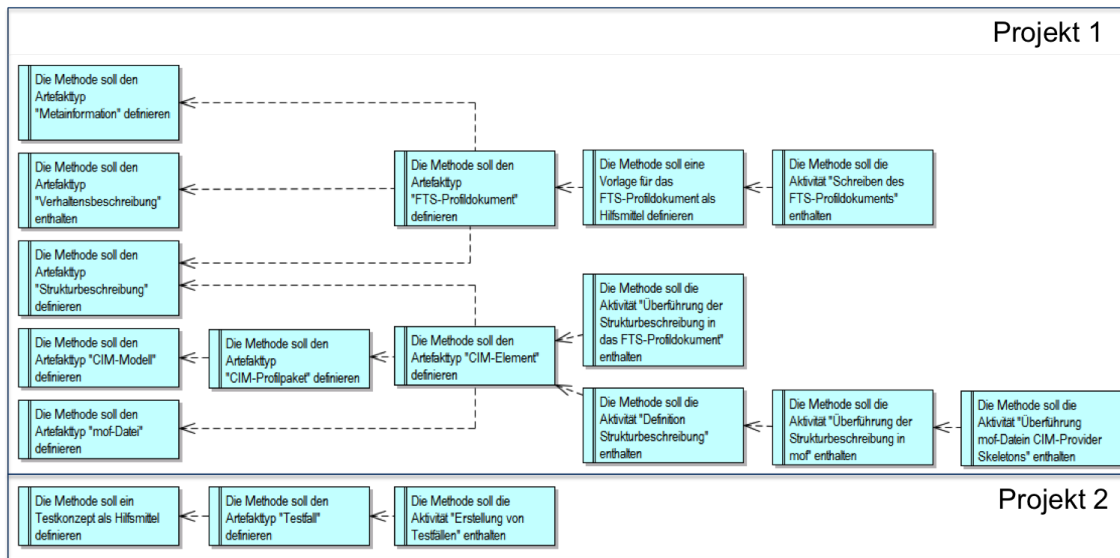 Projekt 1
Die Methode soll den
Artefakttyp
"Metainformation" definieren
Die Methode soll den
Artefakttyp
"Verhaltensbeschreibung"
enthalten
Die Methode soll den
Artefakttyp
"FTS-Profildokument"
definieren
Die Methode soll eine
Vorlage für das
FTS-Profildokument als
Hilfsmittel definieren
Die Methode soll die
Aktivität "Schreiben des
FTS-Profildokuments"
enthalten
Die Methode soll den
Artefakttyp
"Strukturbeschreibung"
definieren
Die Methode soll die
Aktivität "Überführung der
Strukturbeschreibung in
das FTS-Profildokument"
enthalten
Die Methode soll den
Artefakttyp "CIM-Modell"
definieren
Die Methode soll den
Artefakttyp
"CIM-Profilpaket" definieren
Die Methode soll den
Artefakttyp "CIM-Element"
definieren
Die Methode soll den
Artefakttyp "mof-Datei"
definieren
Die Methode soll die
Aktivität "Definition
Strukturbeschreibung"
enthalten
Die Methode soll die
Aktivität "Überführung der
Strukturbeschreibung in
mof" enthalten
Die Methode soll die
Aktivität "Überführung
mof-Datein CIM-Provider
Skeletons" enthalten
Projekt 2
Die Methode soll ein
Testkonzept als Hilfsmittel
definieren
Die Methode soll den
Artefakttyp "Testfall"
definieren
Die Methode soll die
Aktivität "Erstellung von
Testfällen" enthalten